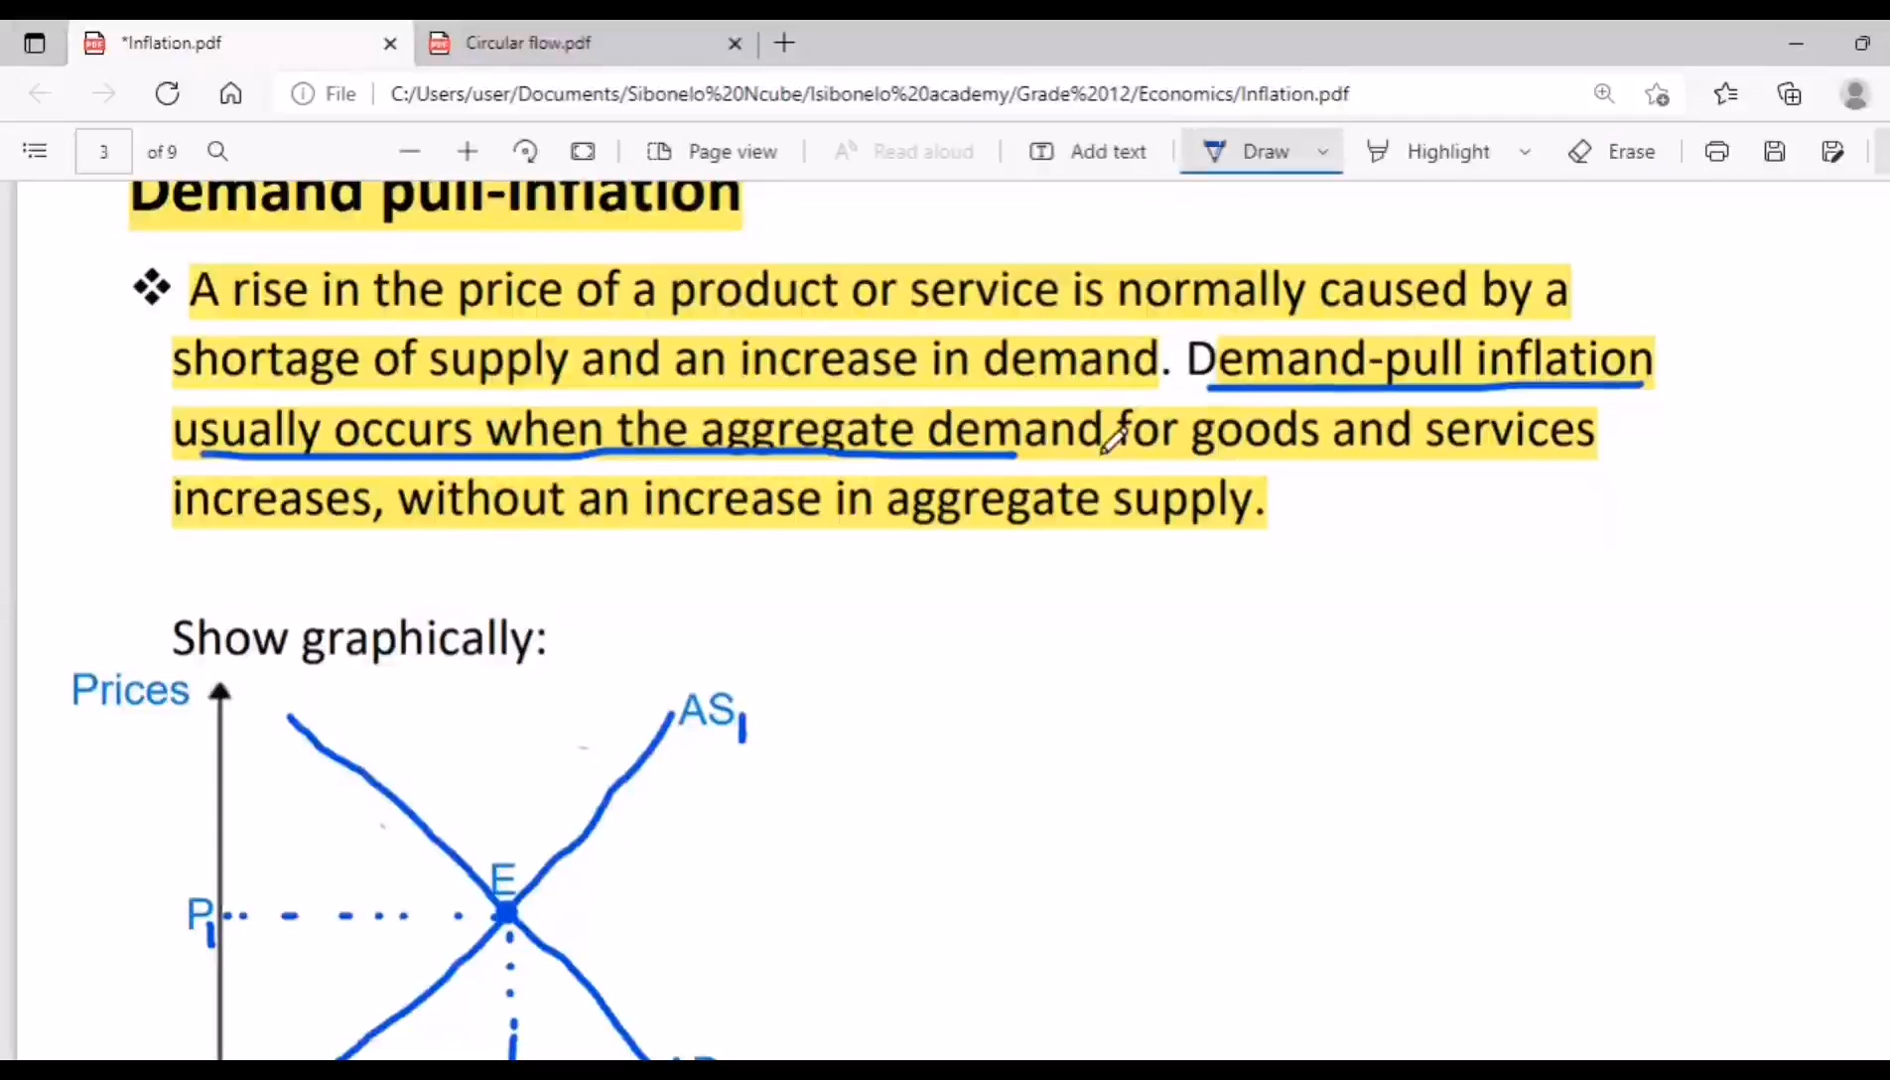 *Inflation.pdf
Circular flow.pdf
File
C:/Users/user/Documents/Sibonelo%20Ncube/Isibonelo%20academy/Grade%2012/Economics/Inflation.pdf
3 of 9
Page view
Read aloud
Add text
Draw
Highlight
Erase
Demand pull-inflation
❖ A rise in the price of a product or service is normally caused by a
shortage of supply and an increase in demand. Demand-pull inflation
usually occurs when the aggregate demand for goods and services
increases, without an increase in aggregate supply.
Show graphically:
Prices
AS1
E
P1